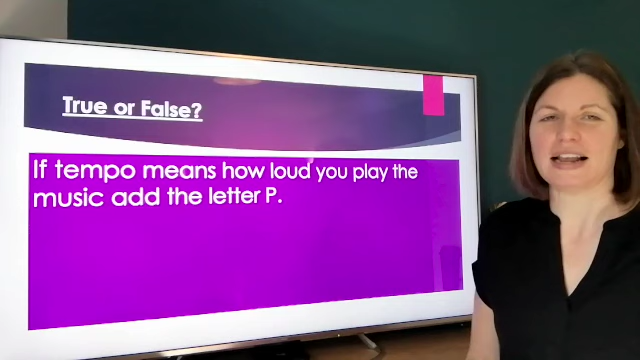 True or False?
If tempo means how loud you play the
music add the letter P.